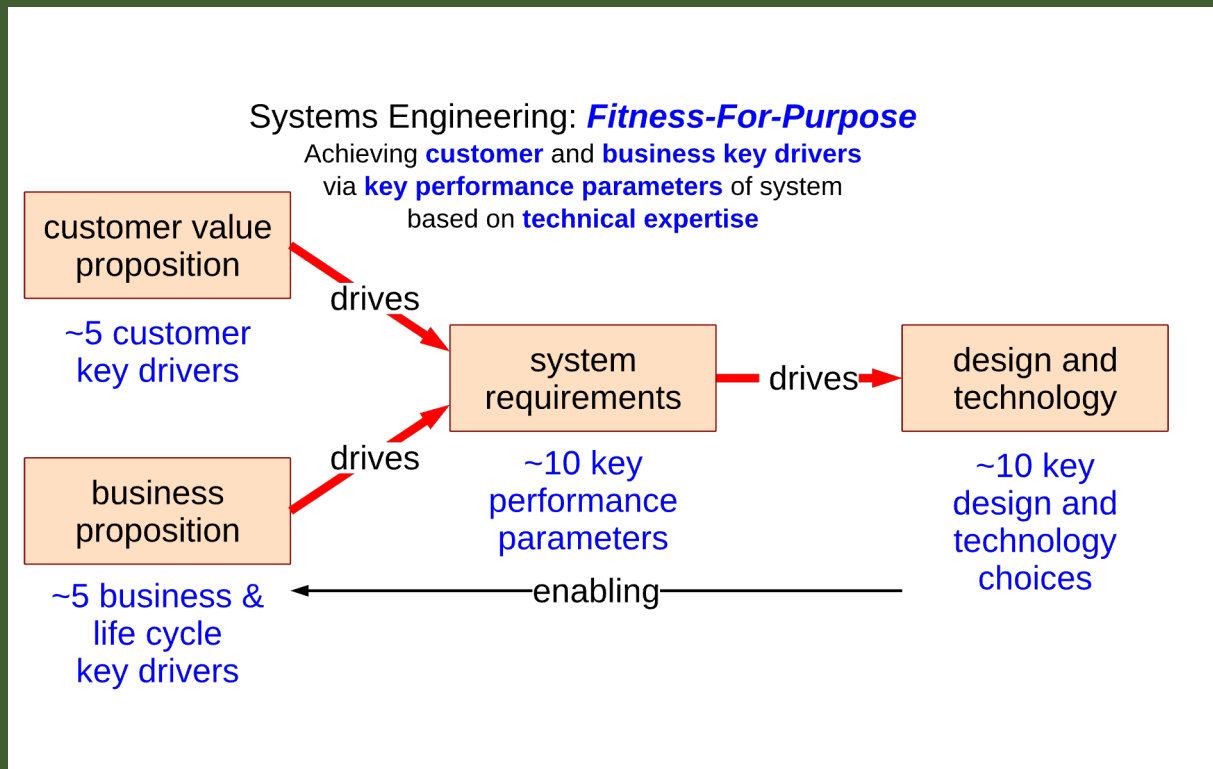 Systems Engineering: Fitness-For-Purpose
Achieving customer and business key drivers
via key performance parameters of system
based on technical expertise
customer value
proposition
~5 customer
key drivers
drives
business
proposition
~5 business &
life cycle
key drivers
drives
system
requirements
~10 key
performance
parameters
drives
design and
technology
~10 key
design and
technology
choices
enabling